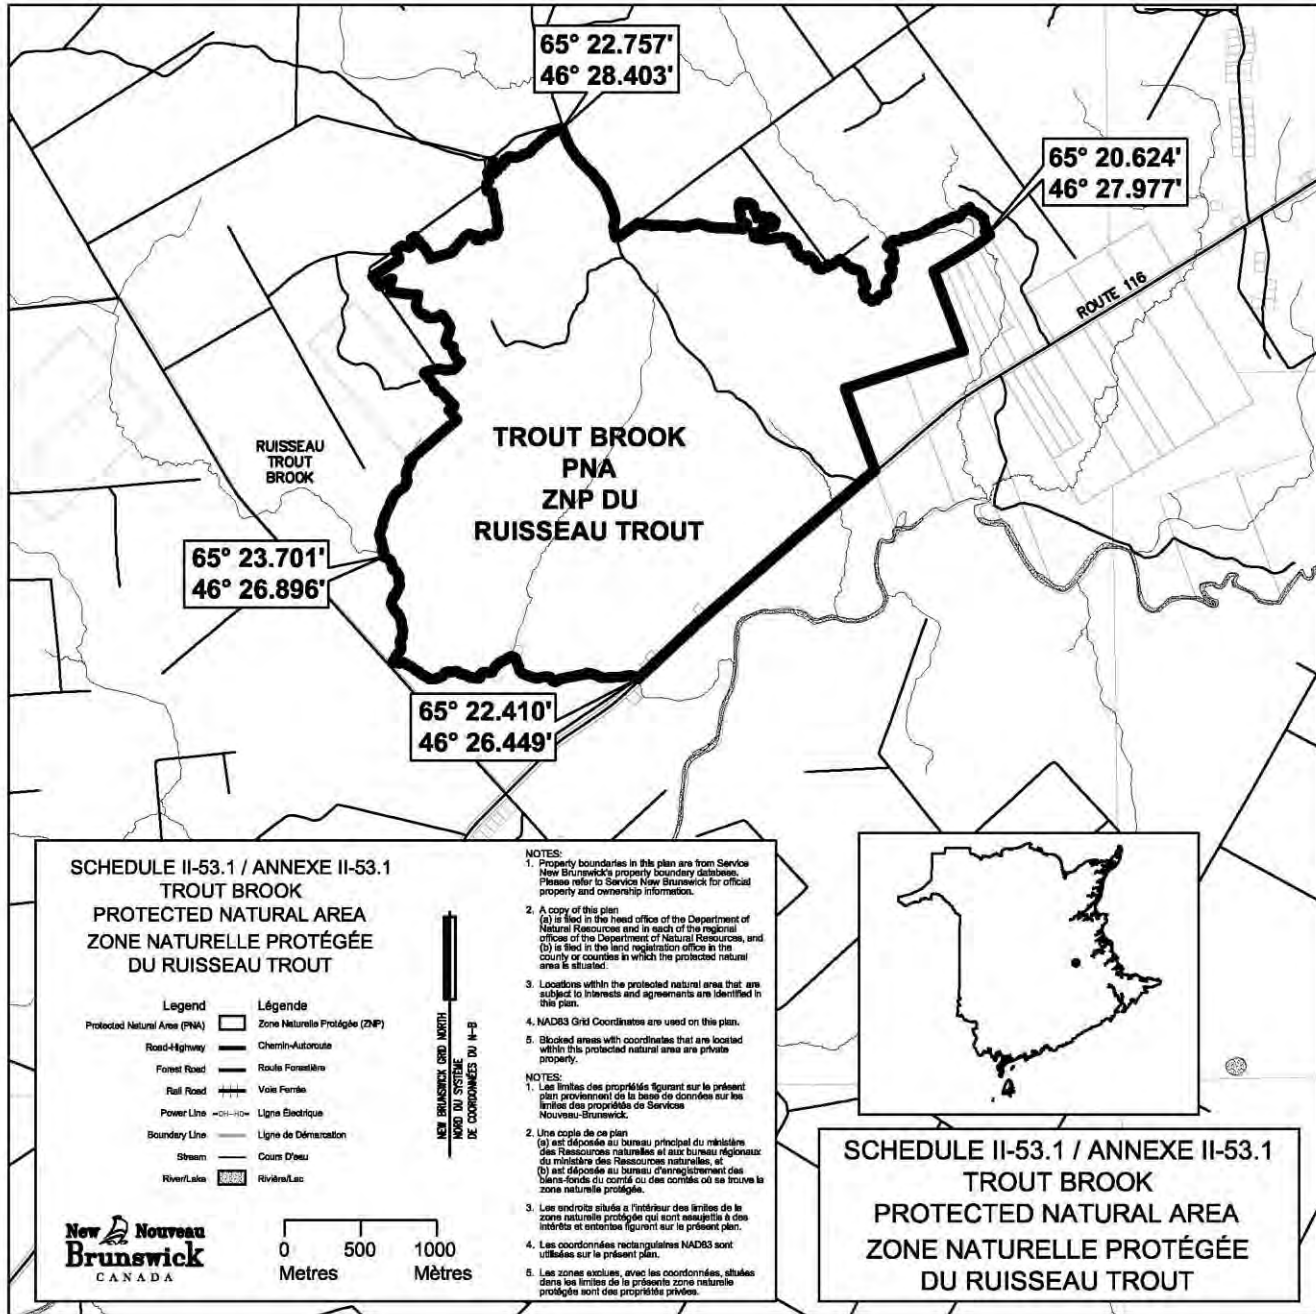 65° 22.757'
46° 28.403'
65° 20.624'
46° 27.977'
ROUTE 116
TROUT BROOK
PNA
ZNP DU
RUISSEAU TROUT
RUISSEAU
TROUT
BROOK
65° 23.701'
46° 26.896'
65° 22.410'
46° 26.449'
SCHEDULE II-53.1 / ANNEXE II-53.1
TROUT BROOK
PROTECTED NATURAL AREA
ZONE NATURELLE PROTÉGÉE
DU RUISSEAU TROUT
Legend Légende
Protected Natural Area (PNA) Zone Naturelle Protégée (ZNP)
Road-Highway Chemin-Autoroute
Forest Road Route Forestière
Rail Road Voie Ferrée
Power Line Ligne Électrique
Boundary Line Ligne de Démarcation
Stream Cours D'eau
River/Lake Rivière/Lac
New Nouveau
Brunswick
CANADA
0 500 1000
Metres Mètres
NEW BRUNSWICK GRID NORTH
NORD DU SYSTÈME
DE COORDONNÉES DU N-B
NOTES:
1. Property boundaries in this plan are from Service
New Brunswick's property boundary database.
Please refer to Service New Brunswick for official
property and ownership information.
2. A copy of this plan
(a) is filed in the head office of the Department of
Natural Resources and in each of the regional
offices of the Department of Natural Resources, and
(b) is filed in the land registration office in the
county or counties in which the protected natural
area is situated.
3. Locations within the protected natural area that are
subject to interests and agreements are identified in
this plan.
4. NAD83 Grid Coordinates are used on this plan.
5. Blocked areas with coordinates that are located
within this protected natural area are private
property.
NOTES:
1. Les limites des propriétés figurant sur le présent
plan proviennent de la base de données sur les
limites des propriétés de Services
Nouveau-Brunswick.
2. Une copie de ce plan
(a) est déposée au bureau principal du ministère
des Ressources naturelles et aux bureau régionaux
du ministère des Ressources naturelles, et
(b) est déposée au bureau d'enregistrement des
biens-fonds du comté ou des comtés où se trouve la
zone naturelle protégée.
3. Les endroits situés a l'intérieur des limites de la
zone naturelle protégée qui sont assujettis à des
intérêts et ententes figurent sur le présent plan.
4. Les coordonnées rectangulaires NAD83 sont
utilisées sur le présent plan.
5. Les zones exclues, avec les coordonnées, situées
dans les limites de la présente zone naturelle
protégée sont des propriétés privées.
SCHEDULE II-53.1 / ANNEXE II-53.1
TROUT BROOK
PROTECTED NATURAL AREA
ZONE NATURELLE PROTÉGÉE
DU RUISSEAU TROUT